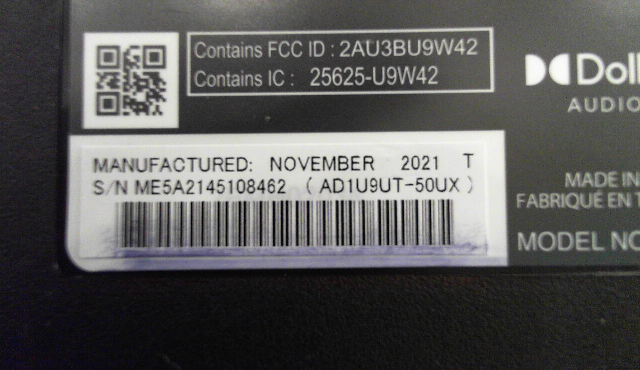 Contains FCC ID : 2AU3BU9W42
Contains IC : 25625-U9W42
AUDIO
MANUFACTURED: NOVEMBER 2021 T
S/N ME5A2145108462 ( AD1U9UT-50UX )
MADE IN
FABRIQUÉ EN
MODEL